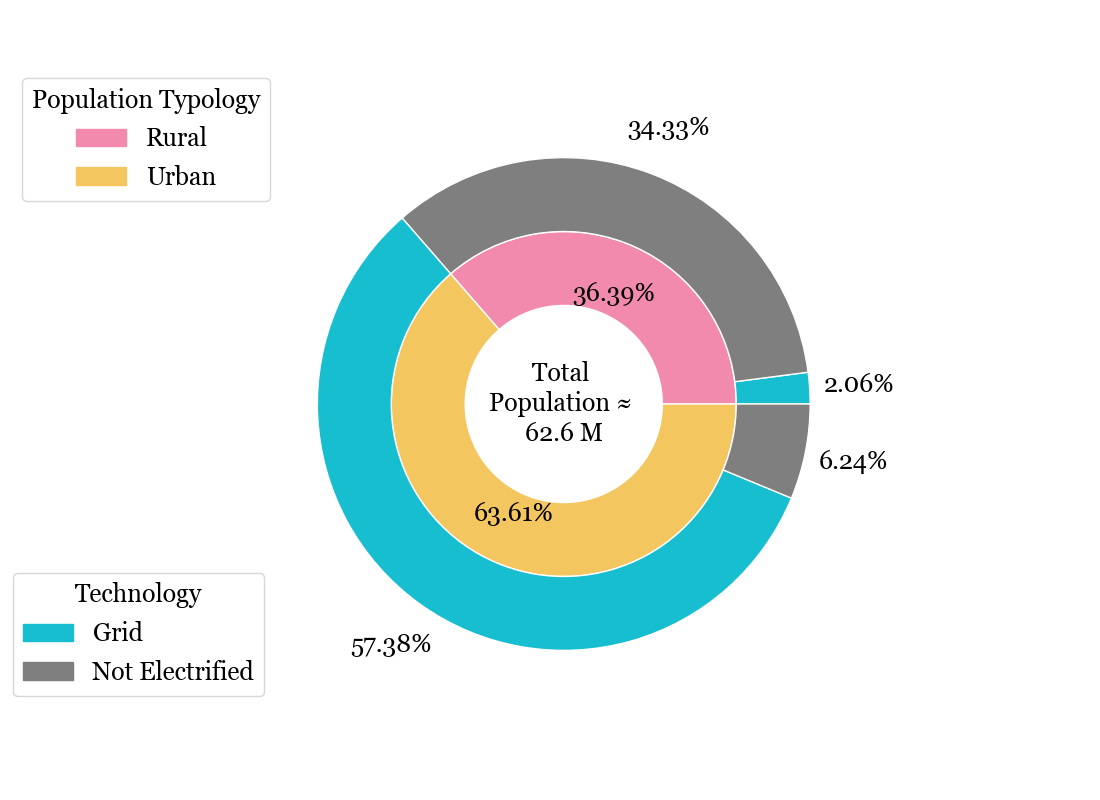 Population Typology
Rural
Urban
34.33%
36.39%
2.06%
6.24%
Total
Population ≈
62.6 M
63.61%
57.38%
Technology
Grid
Not Electrified